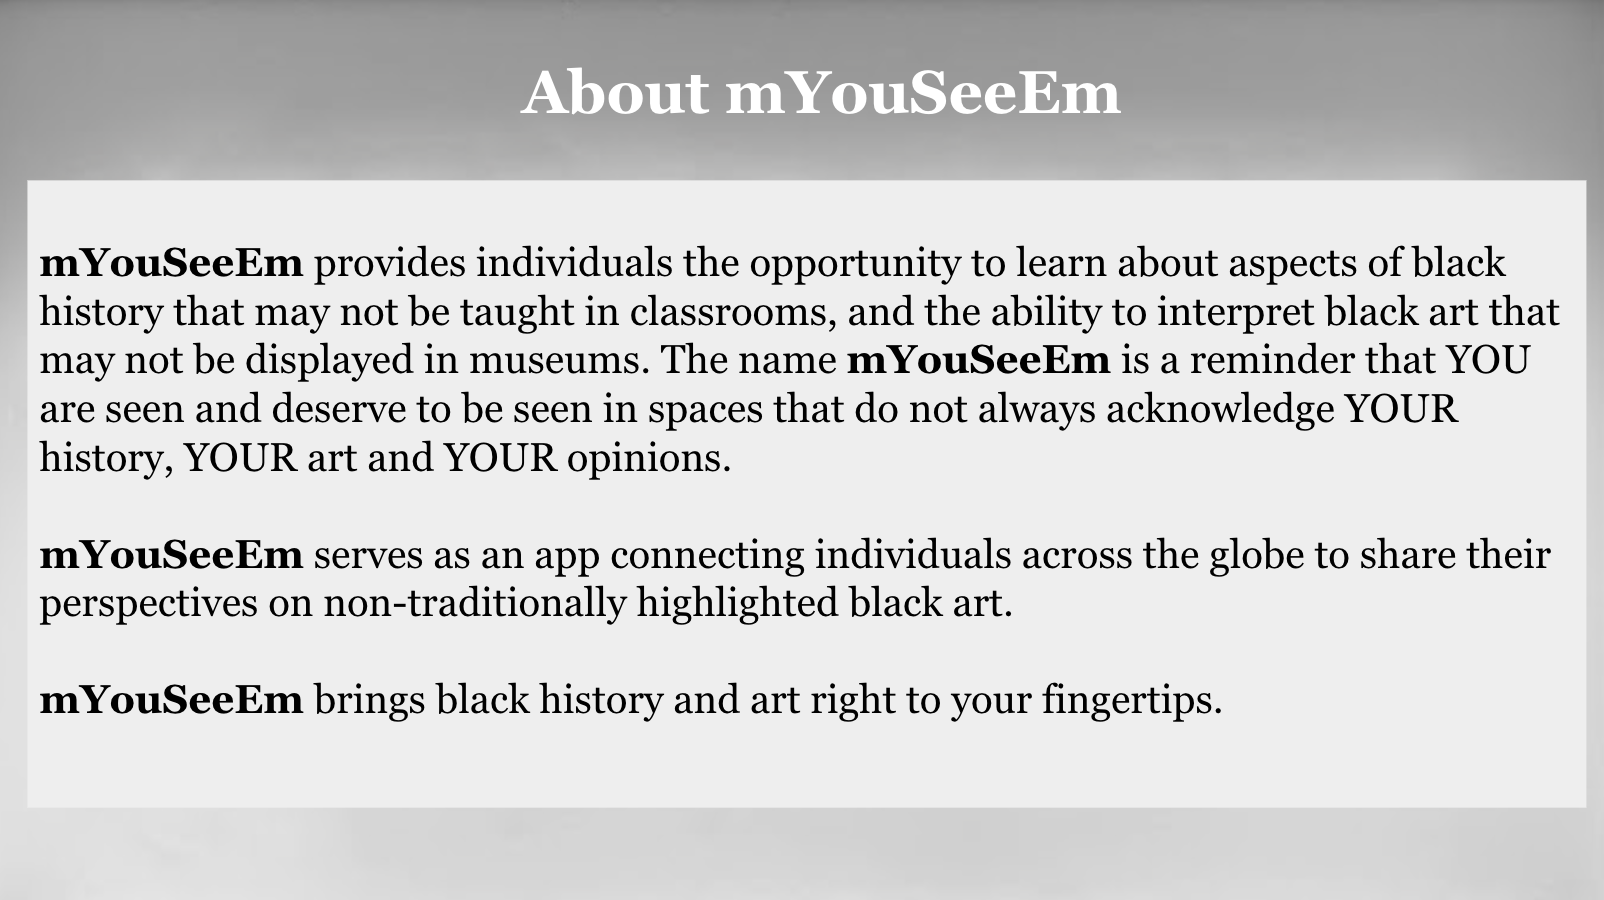 About mYouSeeEm
mYouSeeEm provides individuals the opportunity to learn about aspects of black
history that may not be taught in classrooms, and the ability to interpret black art that
may not be displayed in museums. The name mYouSeeEm is a reminder that YOU
are seen and deserve to be seen in spaces that do not always acknowledge YOUR
history, YOUR art and YOUR opinions.
mYouSeeEm serves as an app connecting individuals across the globe to share their
perspectives on non-traditionally highlighted black art.
mYouSeeEm brings black history and art right to your fingertips.